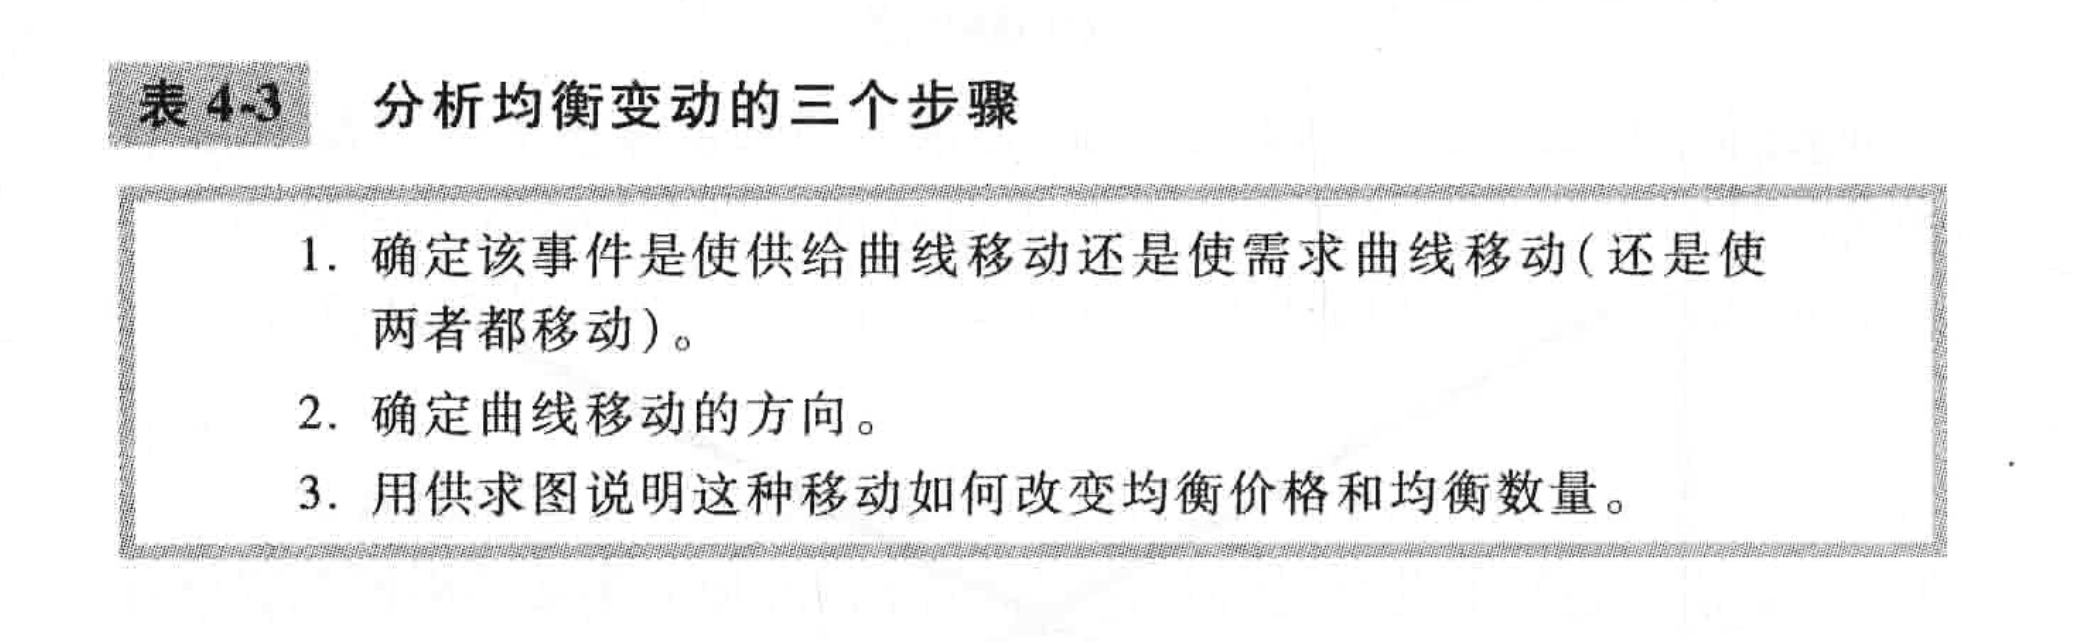 表 4-3 分析均衡变动的三个步骤
1. 确定该事件是使供给曲线移动还是使需求曲线移动(还是使
两者都移动)。
2. 确定曲线移动的方向。
3. 用供求图说明这种移动如何改变均衡价格和均衡数量。